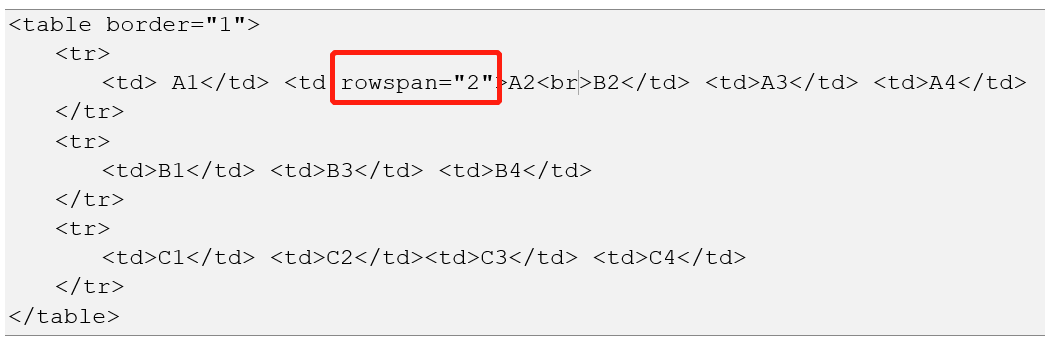 <table border="1">
<tr>
<td> A1</td> <td rowspan="2">A2<br>B2</td> <td>A3</td> <td>A4</td>
</tr>
<tr>
<td>B1</td> <td>B3</td> <td>B4</td>
</tr>
<tr>
<td>C1</td> <td>C2</td><td>C3</td> <td>C4</td>
</tr>
</table>